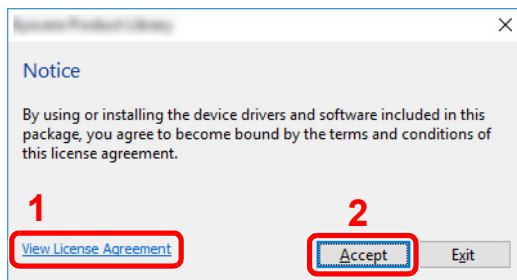 Notice
By using or installing the device drivers and software included in this
package, you agree to become bound by the terms and conditions of
this license agreement.
1
2
View License Agreement
Accept
Exit